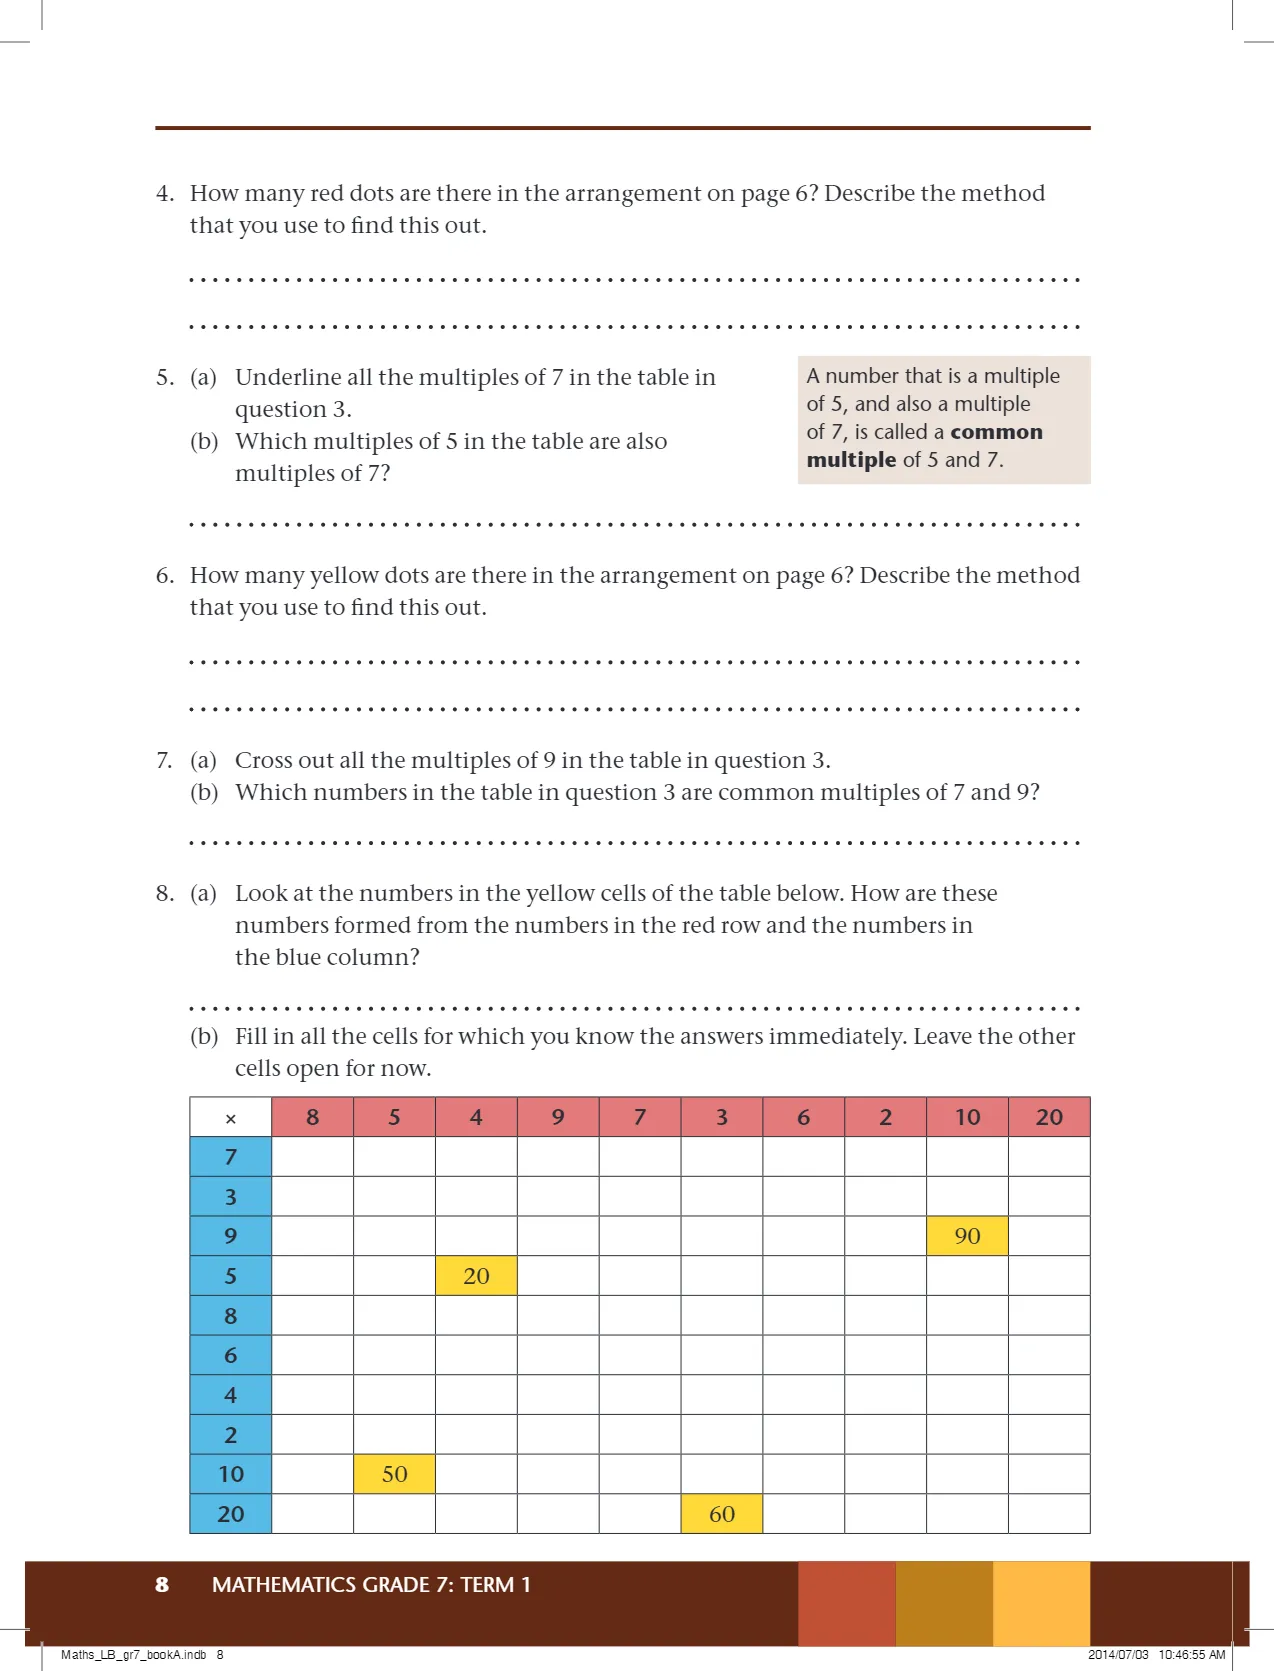 4. How many red dots are there in the arrangement on page 6? Describe the method
that you use to find this out.
5. (a) Underline all the multiples of 7 in the table in
question 3.
(b) Which multiples of 5 in the table are also
multiples of 7?
A number that is a multiple
of 5, and also a multiple
of 7, is called a common
multiple of 5 and 7.
6. How many yellow dots are there in the arrangement on page 6? Describe the method
that you use to find this out.
7. (a) Cross out all the multiples of 9 in the table in question 3.
(b) Which numbers in the table in question 3 are common multiples of 7 and 9?
8. (a) Look at the numbers in the yellow cells of the table below. How are these
numbers formed from the numbers in the red row and the numbers in
the blue column?
(b) Fill in all the cells for which you know the answers immediately. Leave the other
cells open for now.
× 8 5 4 9 7 3 6 2 10 20
7
3
9 90
5 20
8
6
4
2
10 50
20 60
8 MATHEMATICS GRADE 7: TERM 1
Maths_LB_gr7_bookA.indb 8 2014/07/03 10:46:55 AM